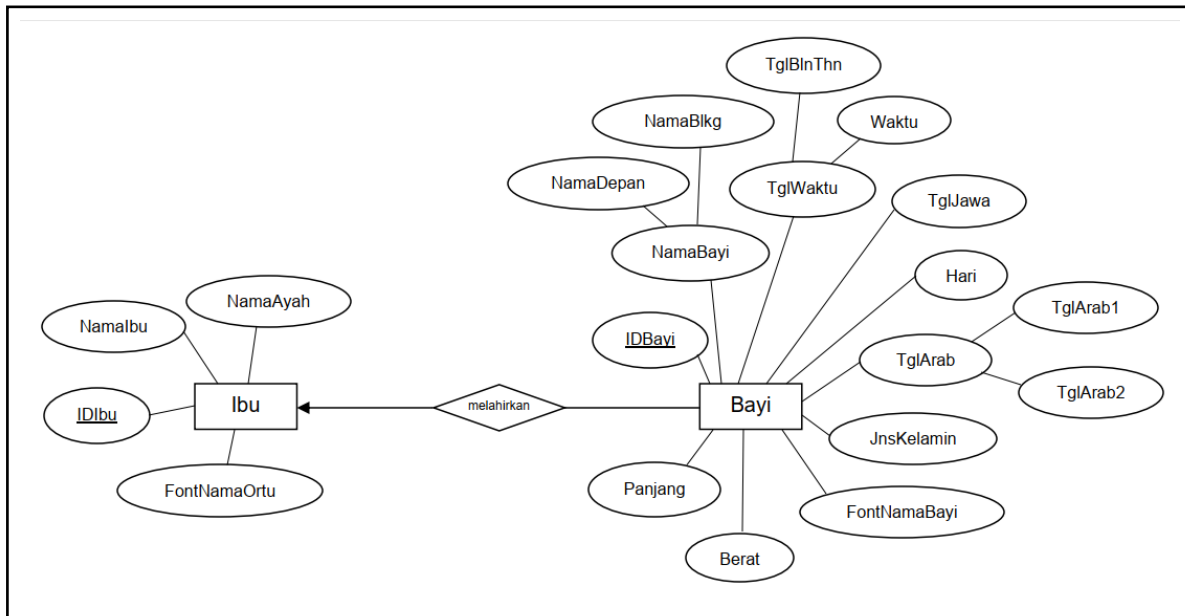 TglBlnThn
NamaBlkg
Waktu
NamaDepan
TglWaktu
TglJawa
NamaBayi
Hari
NamaAyah
TglArab1
NamaIbu
IDBayi
TglArab
TglArab2
IDIbu
Ibu
melahirkan
Bayi
JnsKelamin
FontNamaOrtu
Panjang
FontNamaBayi
Berat